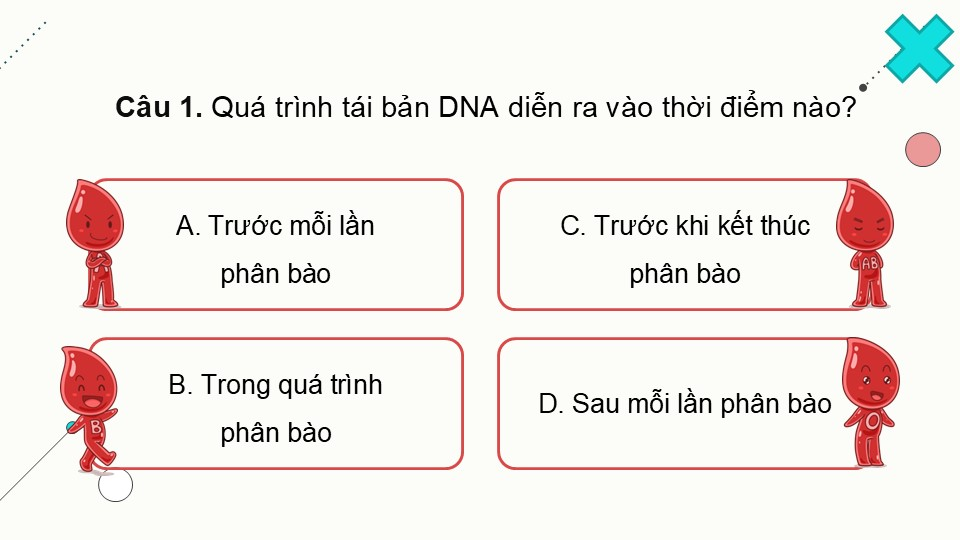 Câu 1. Quá trình tái bản DNA diễn ra vào thời điểm nào?
A. Trước mỗi lần
phân bào
B. Trong quá trình
phân bào
C. Trước khi kết thúc
phân bào
D. Sau mỗi lần phân bào
A
B
AB
O